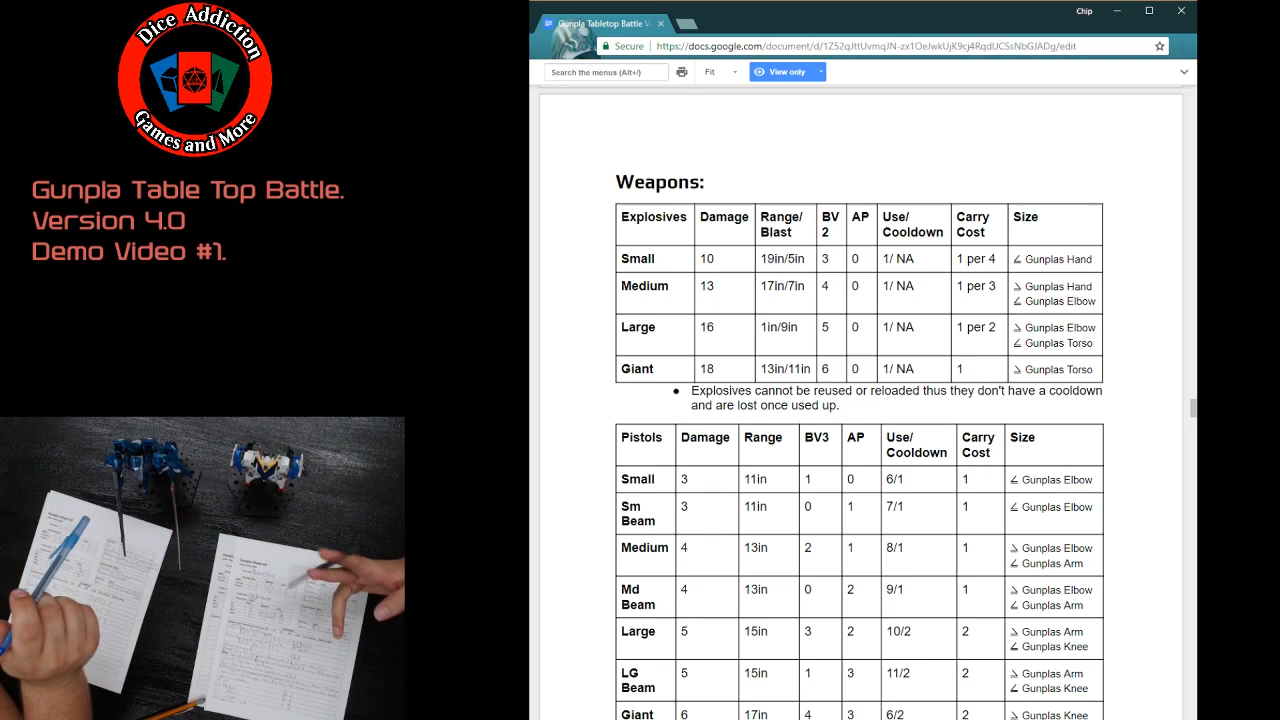 Dice Addiction
Games and More
Gunpla Table Top Battle.
Version 4.0
Demo Video #1.
Chip
Gunpla Tabletop Battle V
Secure
https://docs.google.com/document/d/1Z52qJttUvmqJN-zx1OeJwkUjK9cj4RqdUCSsNbGJADg/edit
Search the menus (Alt+/)
Fit
View only
Weapons:
Explosives Damage Range/ Blast BV 2 AP Use/ Cooldown Carry Cost Size
Small 10 19in/5in 3 0 1/ NA 1 per 4 ∠ Gunplas Hand
Medium 13 17in/7in 4 0 1/ NA 1 per 3 ⦣ Gunplas Hand
∠ Gunplas Elbow
Large 16 1in/9in 5 0 1/ NA 1 per 2 ⦣ Gunplas Elbow
∠ Gunplas Torso
Giant 18 13in/11in 6 0 1/ NA 1 ⦣ Gunplas Torso
● Explosives cannot be reused or reloaded thus they don't have a cooldown
and are lost once used up.
Pistols Damage Range BV3 AP Use/ Cooldown Carry Cost Size
Small 3 11in 1 0 6/1 1 ∠ Gunplas Elbow
Sm Beam 3 11in 0 1 7/1 1 ∠ Gunplas Elbow
Medium 4 13in 2 1 8/1 1 ⦣ Gunplas Elbow
∠ Gunplas Arm
Md Beam 4 13in 0 2 9/1 1 ⦣ Gunplas Elbow
∠ Gunplas Arm
Large 5 15in 3 2 10/2 2 ⦣ Gunplas Arm
∠ Gunplas Knee
LG Beam 5 15in 1 3 11/2 2 ⦣ Gunplas Arm
∠ Gunplas Knee
Giant 6 17in 4 3 6/2 2 ⦣ Gunplas Knee